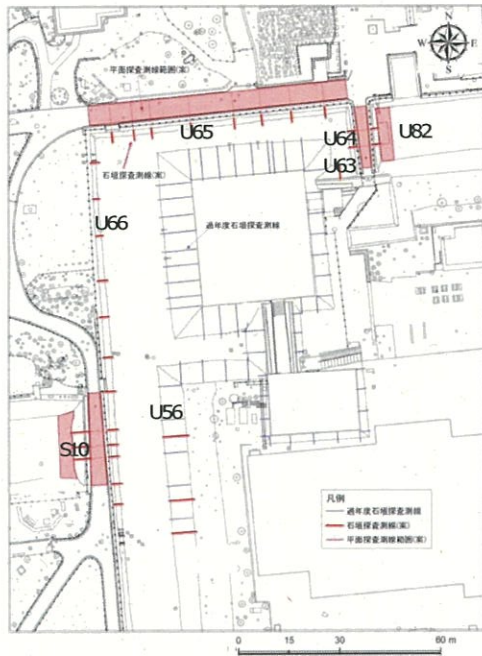 N
W E
S
平面探査測線範囲(案)
U65
石垣探査測線(案)
U64
U82
U63
U66
過年度石垣探査測線
U56
S10
凡例
過年度石垣探査測線
石垣探査測線(案)
平面探査測線範囲(案)
0 15 30 60 m